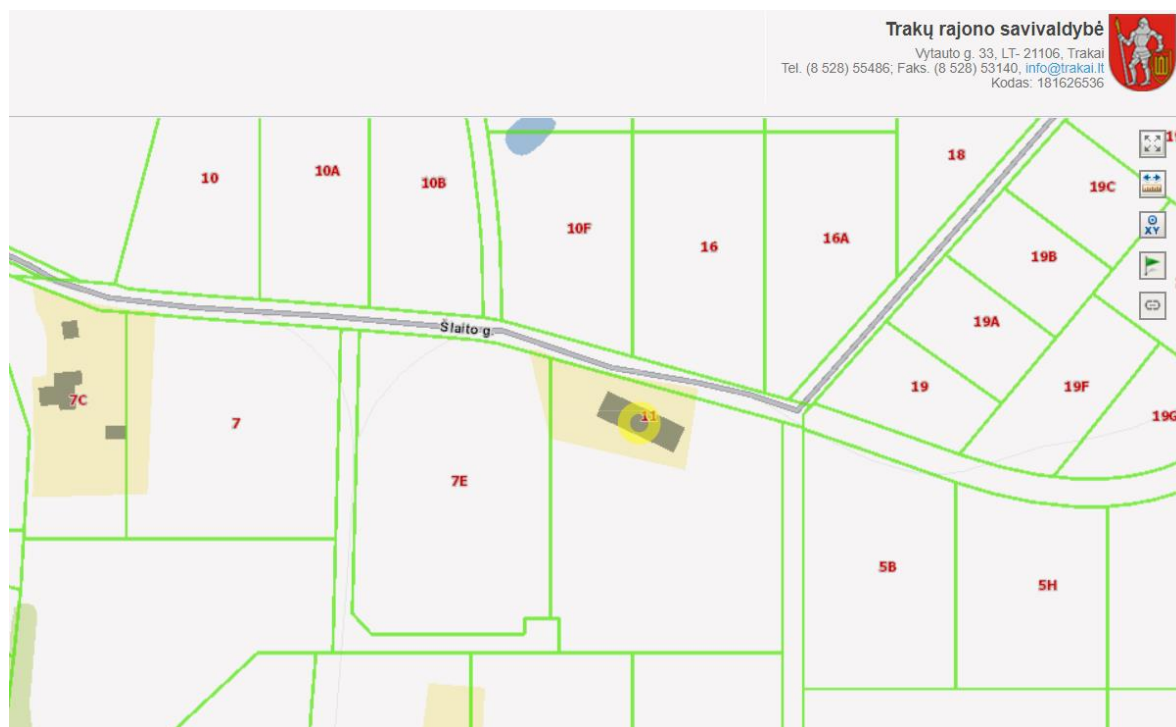 Trakų rajono savivaldybė
Vytauto g. 33, LT- 21106, Trakai
Tel. (8 528) 55486; Faks. (8 528) 53140, info@trakai.lt
Kodas: 181626536
XY
10
10A
10B
10F
16
16A
18
19C
19B
19A
19
19F
19G
Šlaito g.
7C
7
7E
11
5B
5H